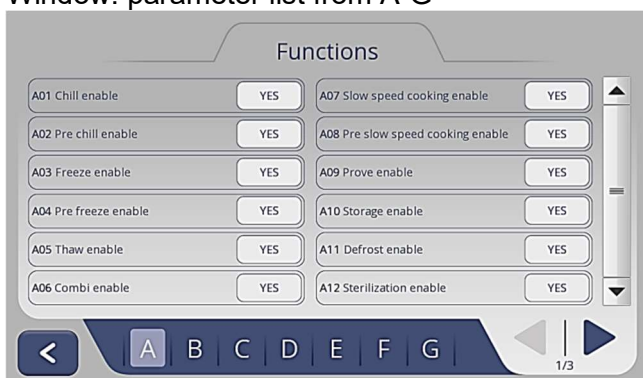 Window: parameter list from A-G
Functions
A01 Chill enable YES
A02 Pre chill enable YES
A03 Freeze enable YES
A04 Pre freeze enable YES
A05 Thaw enable YES
A06 Combi enable YES
A07 Slow speed cooking enable YES
A08 Pre slow speed cooking enable YES
A09 Prove enable YES
A10 Storage enable YES
A11 Defrost enable YES
A12 Sterilization enable YES
A B C D E F G
1/3